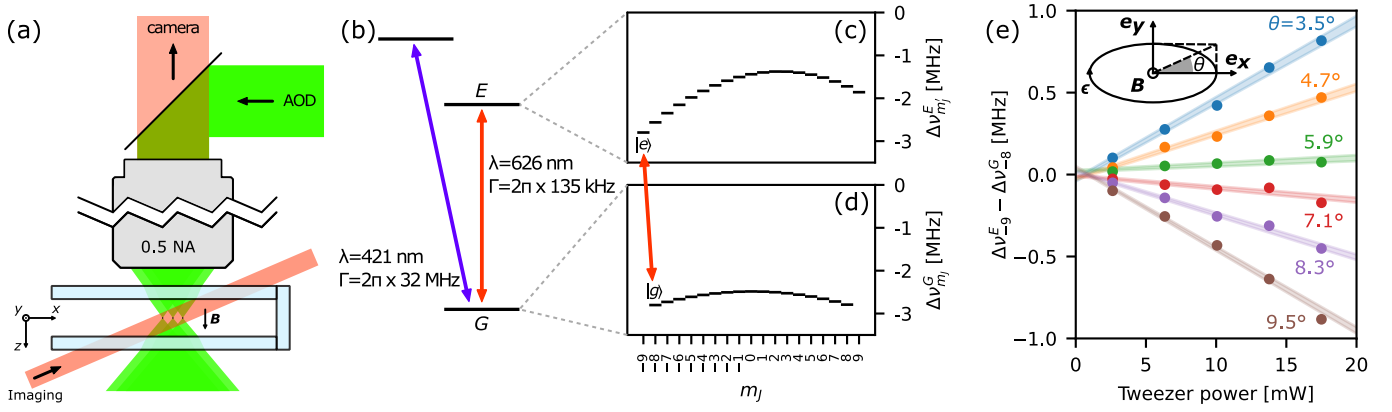 (a)
camera
AOD
0.5 NA
y
x
z
B
Imaging
(b)
E
λ=626 nm
Γ=2π x 135 kHz
λ=421 nm
Γ=2π x 32 MHz
G
(c)
0
-1
-2
-3
Δν^E_{m_{J'}} [MHz]
|e⟩
(d)
0
-1
-2
-3
Δν^G_{m_J} [MHz]
|g⟩
-9 -8 -7 -6 -5 -4 -3 -2 -1 0 1 2 3 4 5 6 7 8 9
m_J
(e)
1.0
0.5
0.0
−0.5
−1.0
Δν^E_{−9} − Δν^G_{−8} [MHz]
e_y
e_x
θ
B
ϵ
θ=3.5°
4.7°
5.9°
7.1°
8.3°
9.5°
0 5 10 15 20
Tweezer power [mW]